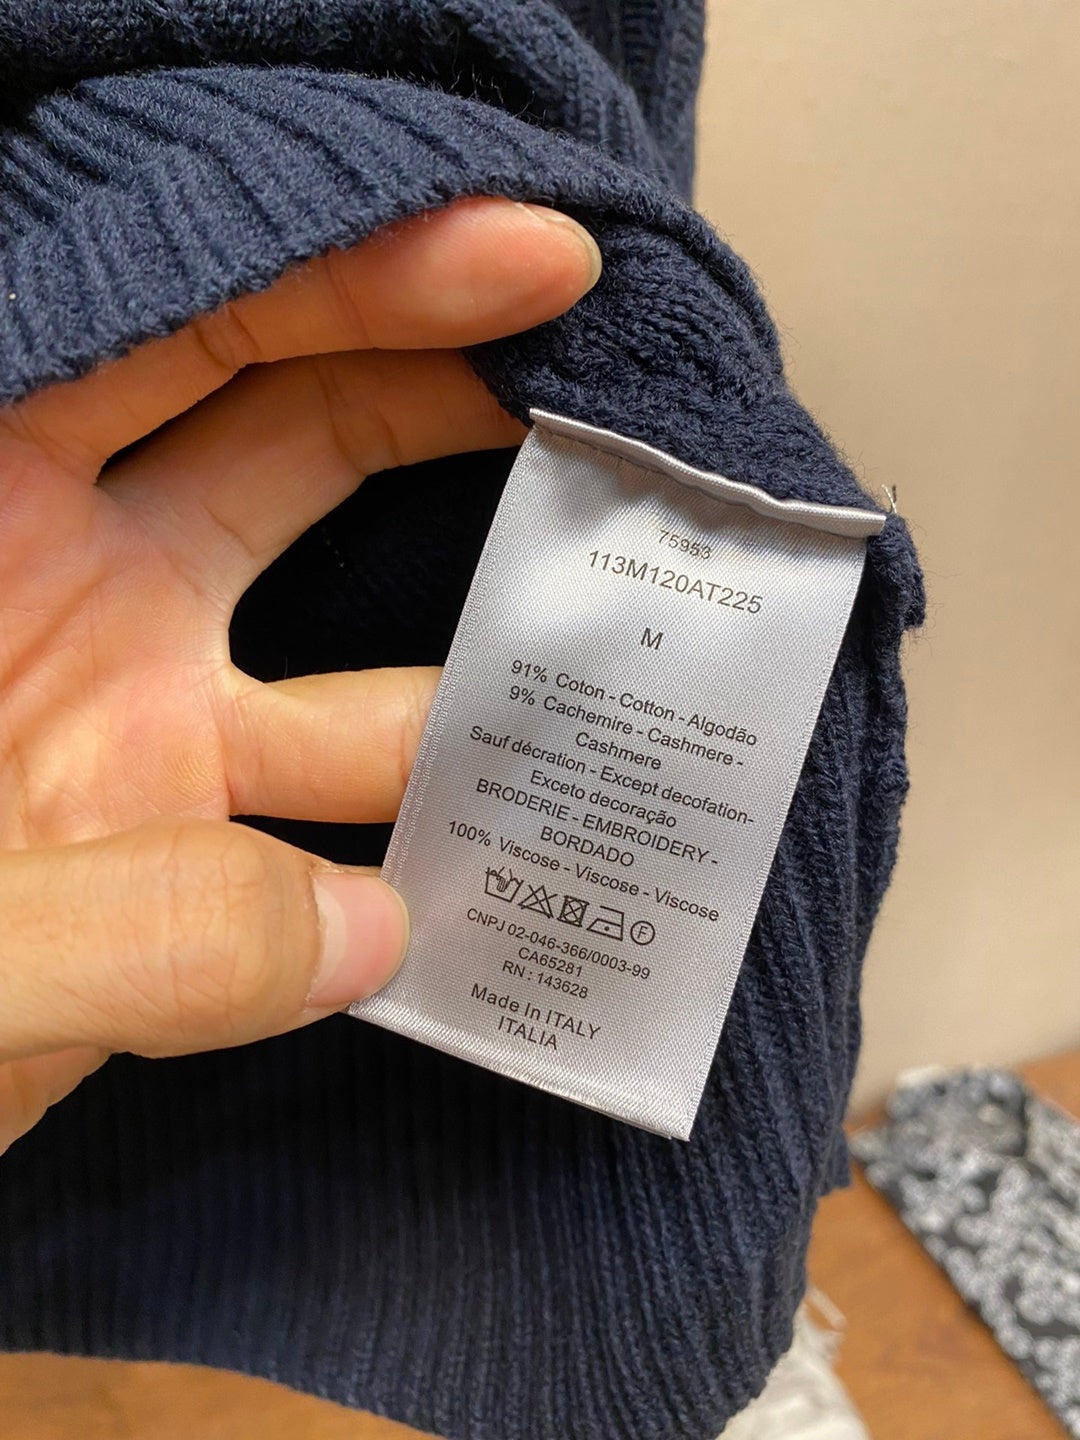 75953
113M120AT225
M
91% Coton - Cotton - Algodão
9% Cachemire - Cashmere -
Cashmere
Sauf décration - Except decofation-
Exceto decoração
BRODERIE - EMBROIDERY -
BORDADO
100% Viscose - Viscose - Viscose
F
CNPJ 02-046-366/0003-99
CA65281
RN : 143628
Made In ITALY
ITALIA